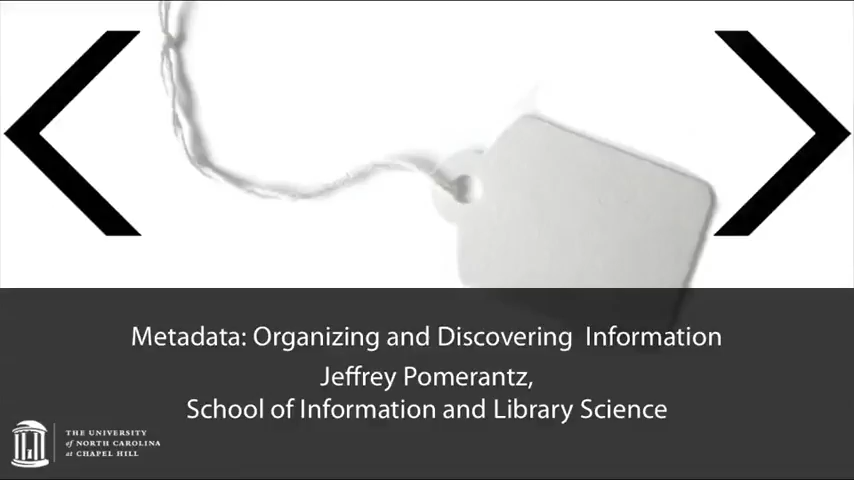 Metadata: Organizing and Discovering  Information
Jeffrey Pomerantz,
School of Information and Library Science
THE UNIVERSITY
of NORTH CAROLINA
at CHAPEL HILL